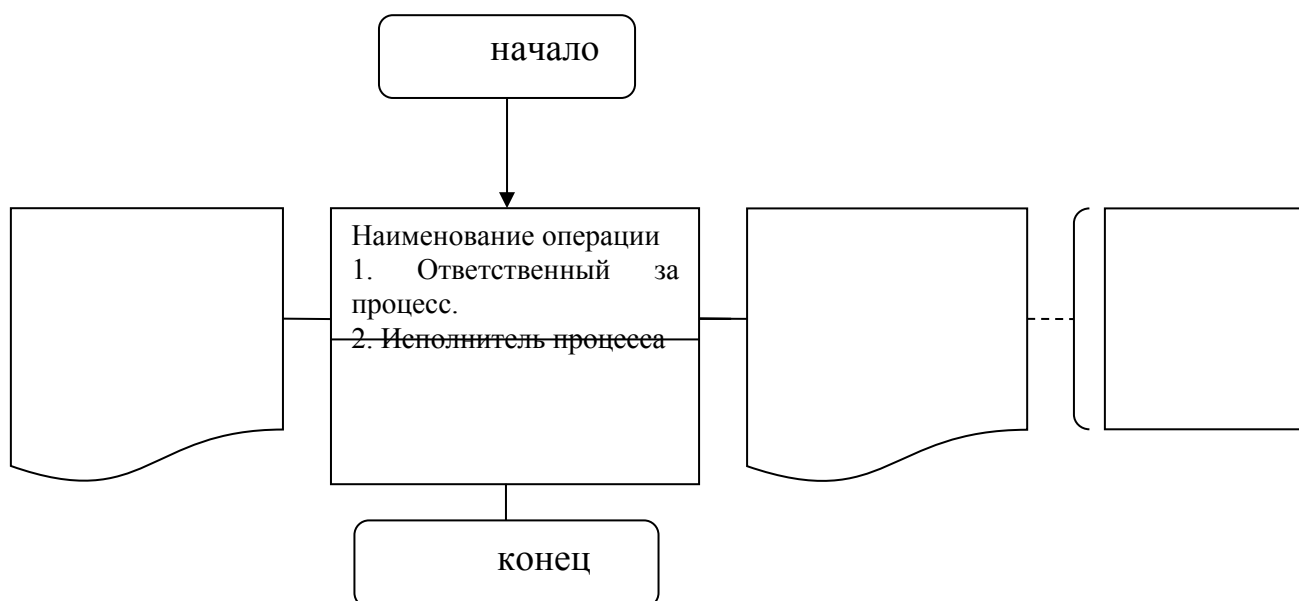 начало
Наименование операции
1. Ответственный за
процесс.
2. Исполнитель процесса
конец